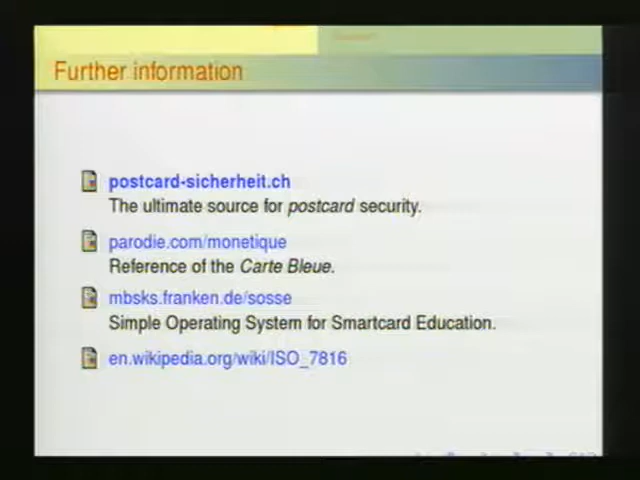 Further information
postcard-sicherheit.ch
The ultimate source for postcard security.
parodie.com/monetique
Reference of the Carte Bleue.
mbsks.franken.de/sosse
Simple Operating System for Smartcard Education.
en.wikipedia.org/wiki/ISO_7816